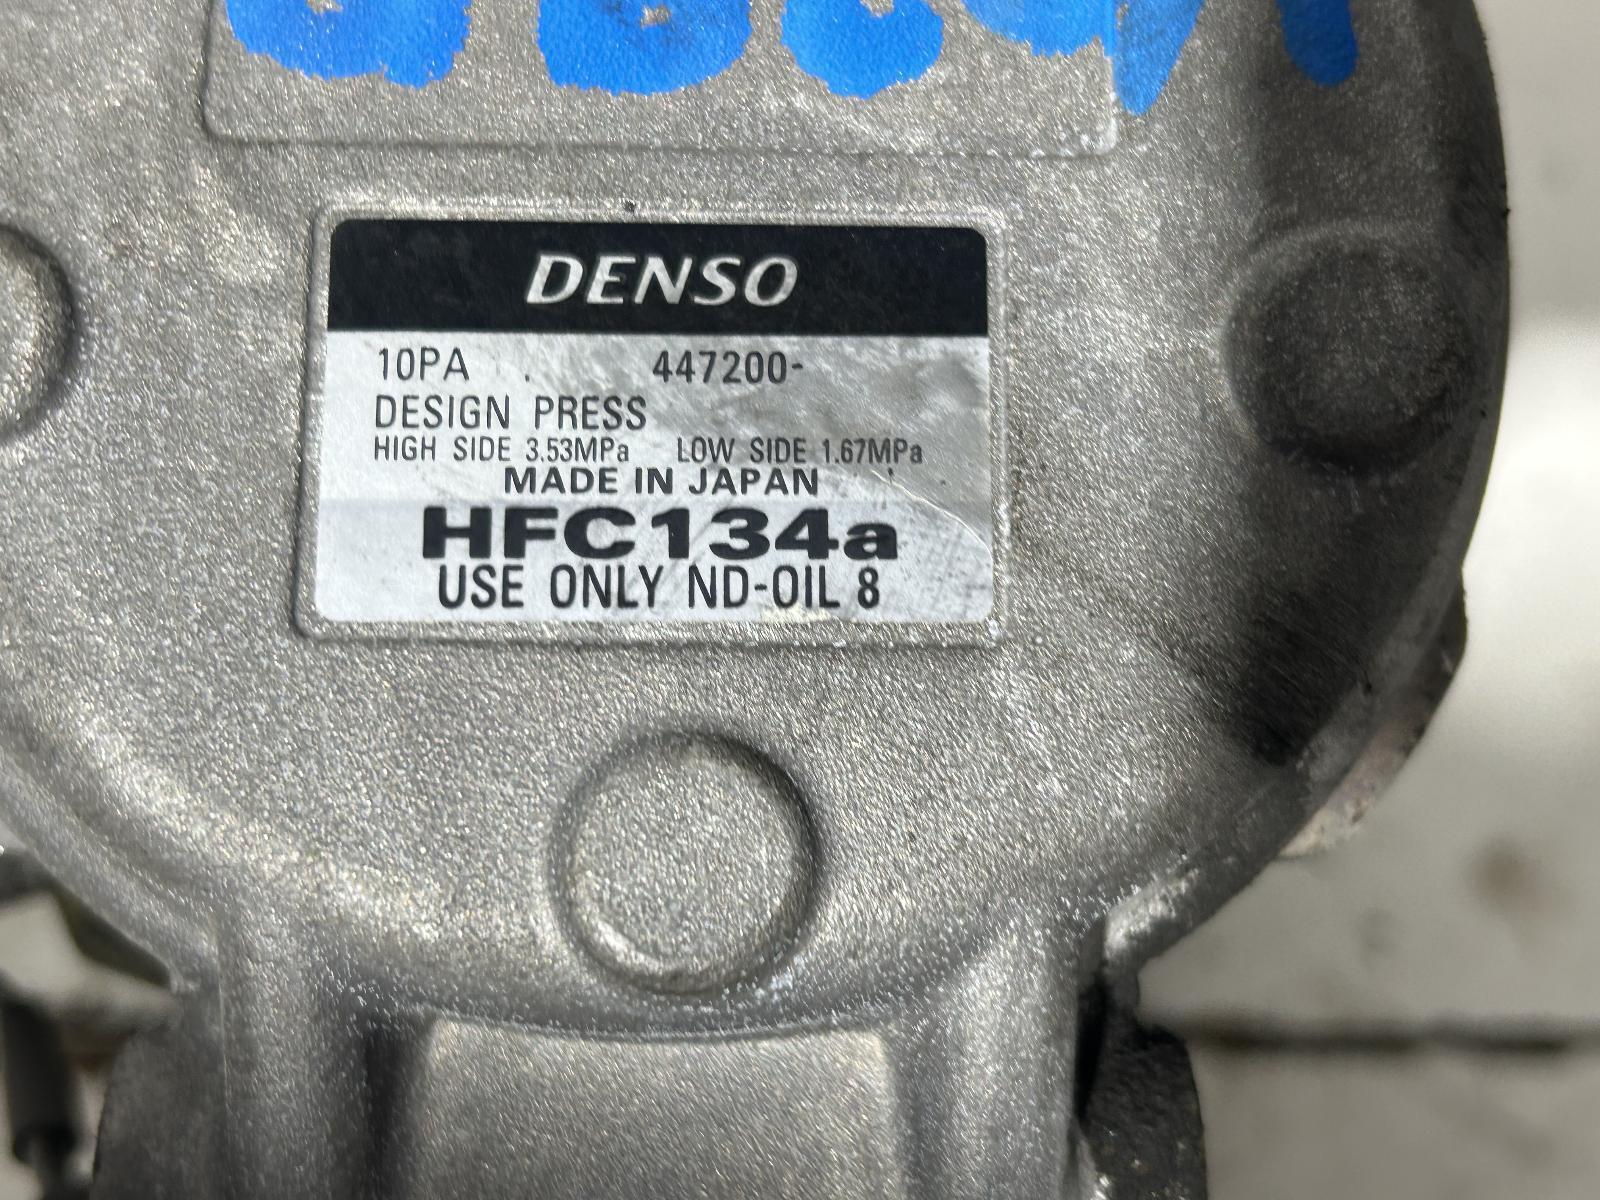 DENSO
10PA 447200-
DESIGN PRESS
HIGH SIDE 3.53MPa LOW SIDE 1.67MPa
MADE IN JAPAN
HFC134a
USE ONLY ND-OIL 8